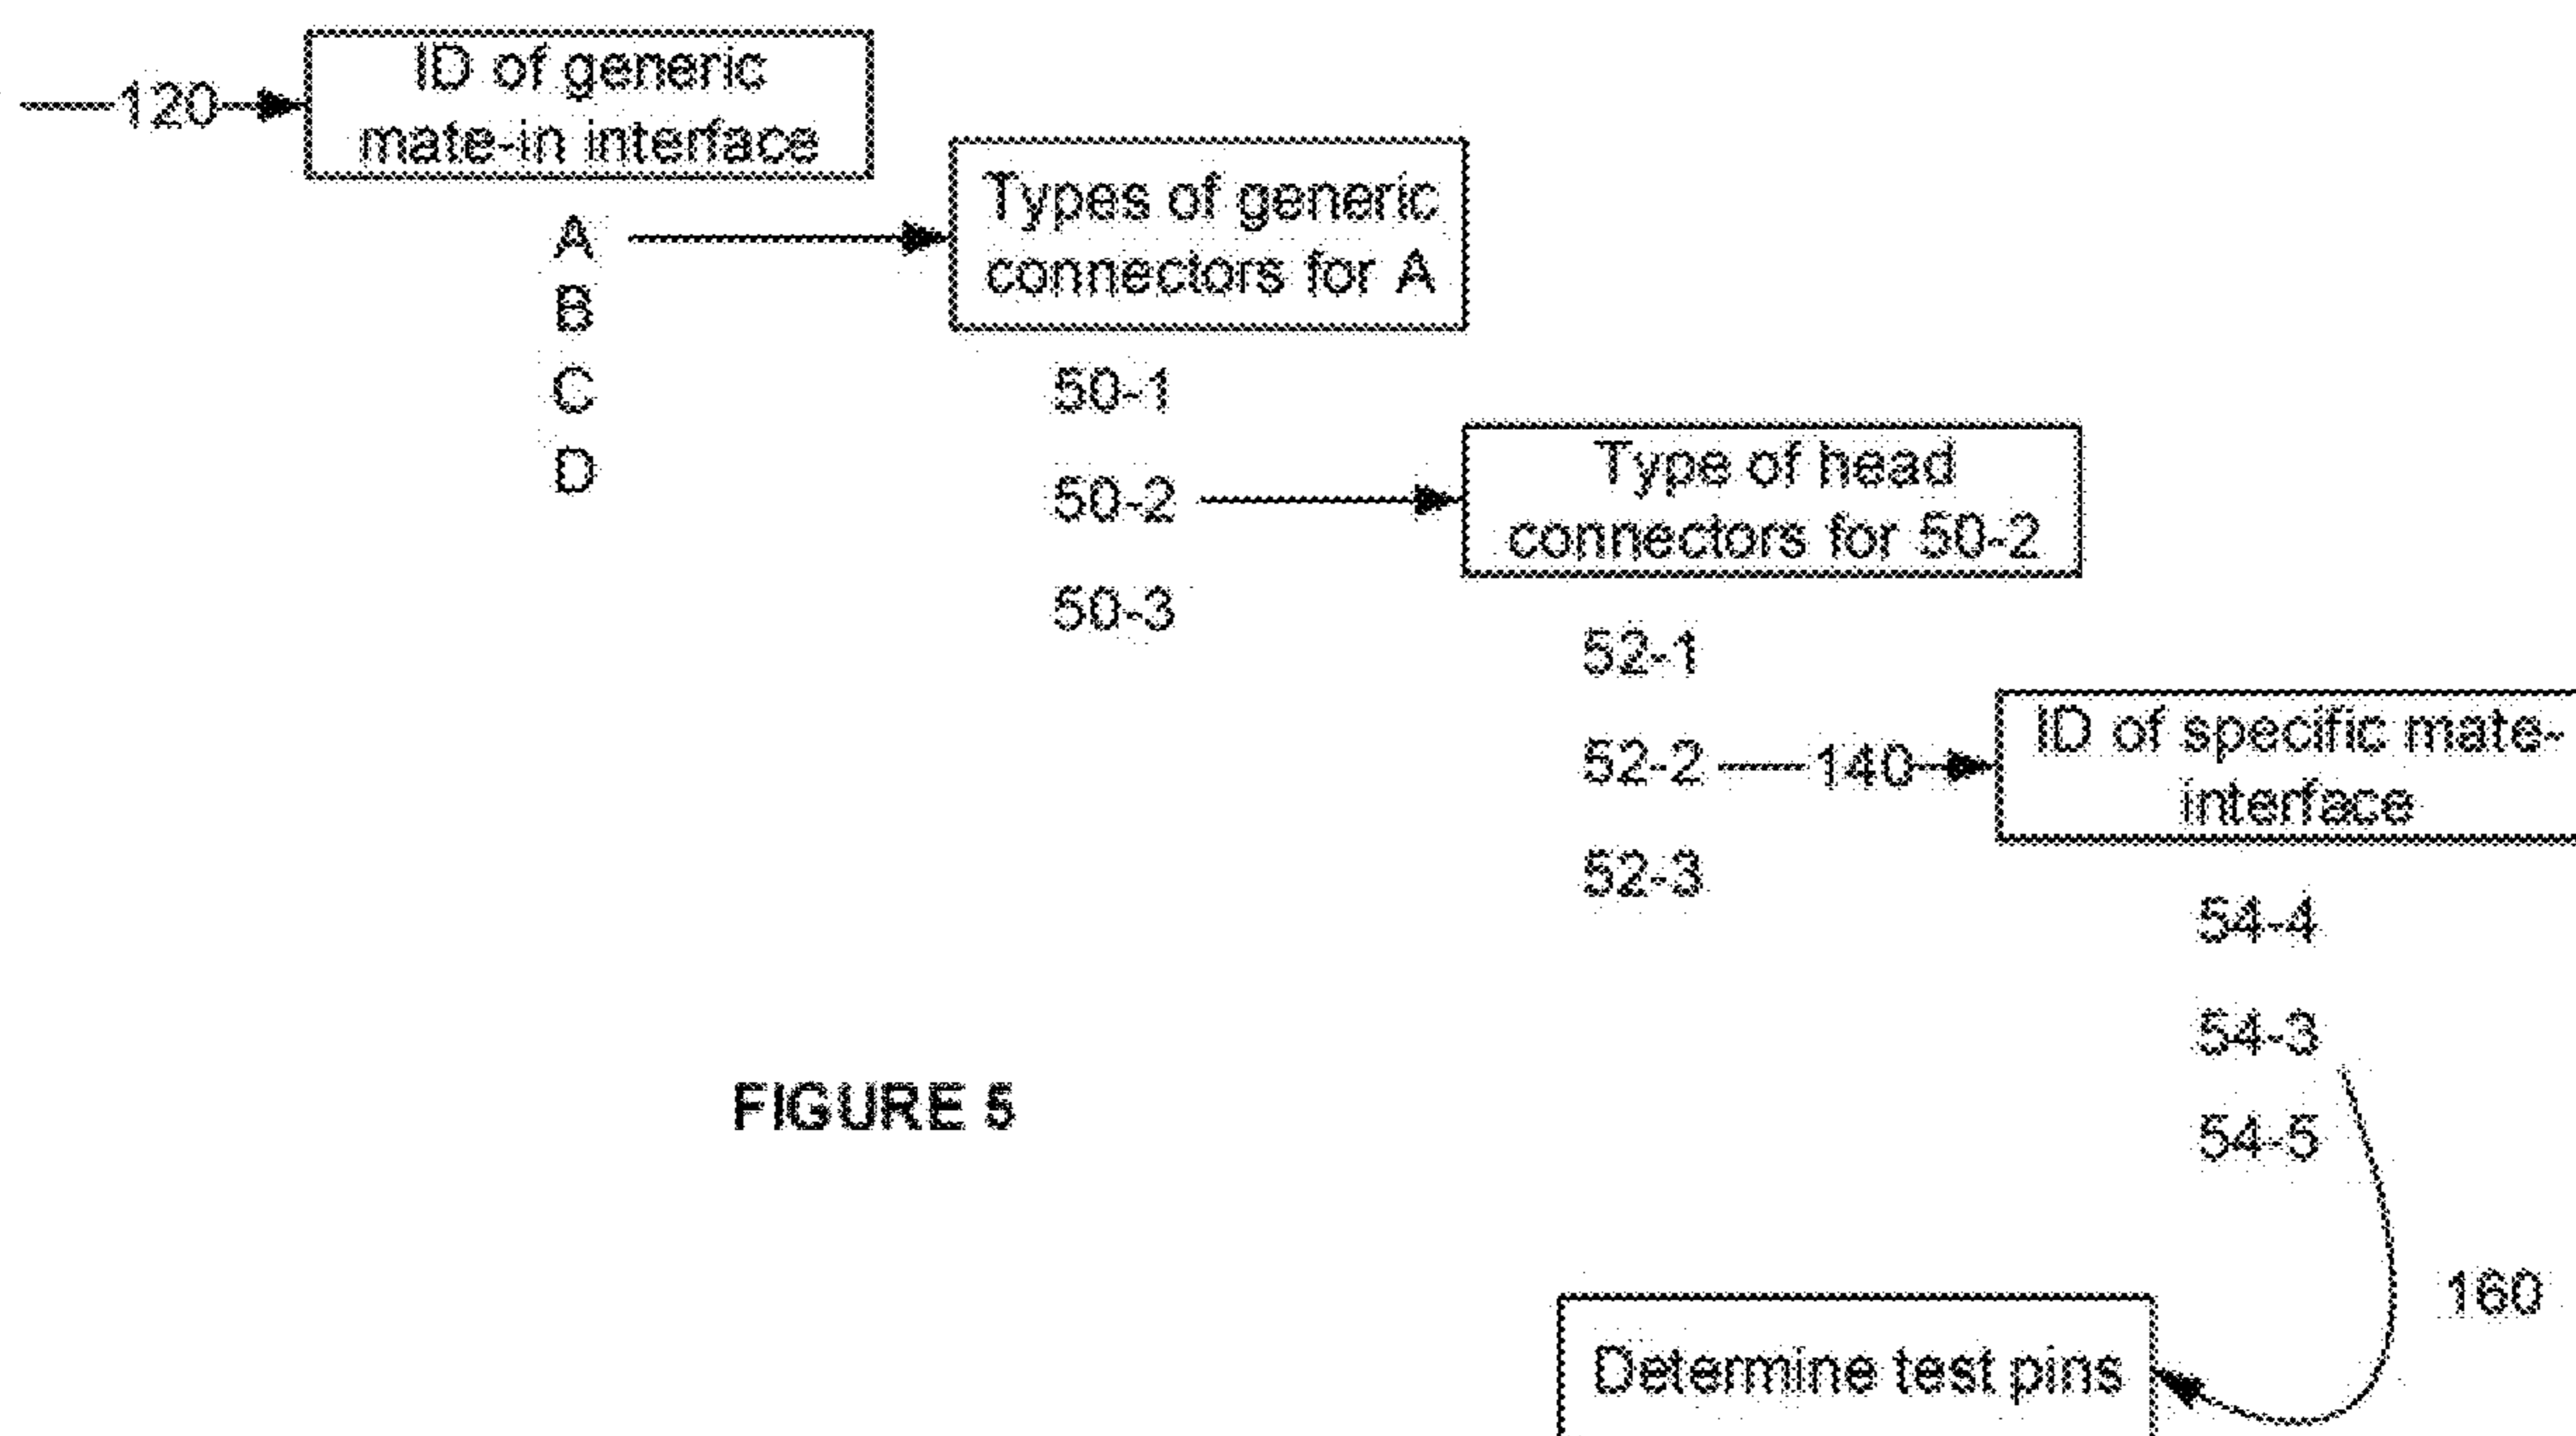 120
ID of generic
mate-in interface
A
B
C
D
Types of generic
connectors for A
50-1
50-2
50-3
Type of head
connectors for 50-2
52-1
52-2
52-3
140
ID of specific mate-
interface
54-4
54-3
54-5
160
Determine test pins
FIGURE 5